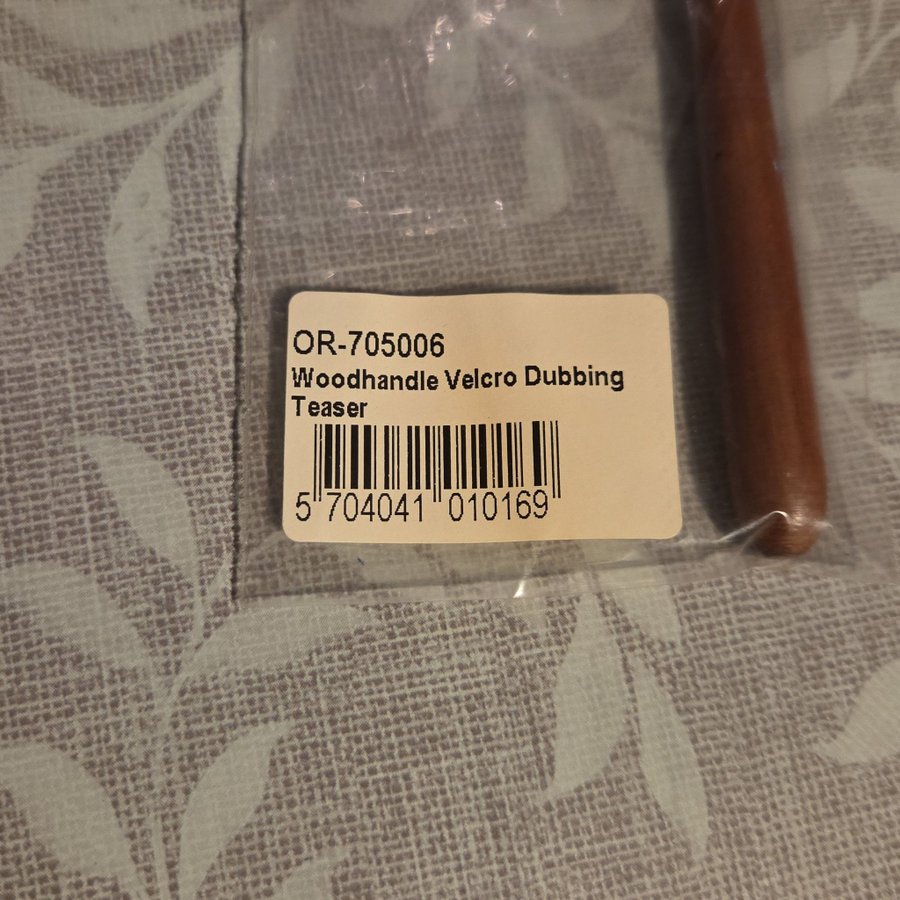 OR-705006
Woodhandle Velcro Dubbing
Teaser
5 704041 010169